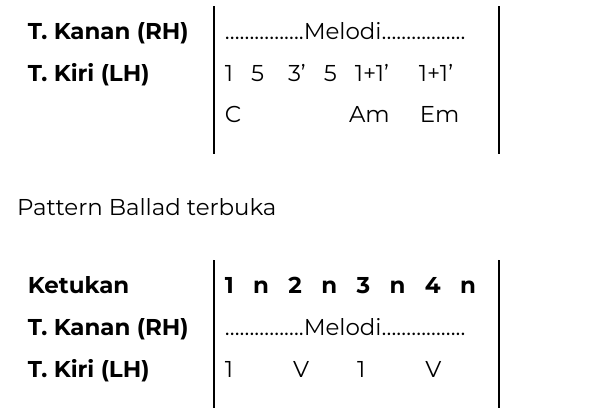 T. Kanan (RH) ................Melodi.................
T. Kiri (LH) 1 5 3’ 5 1+1’ 1+1’
C Am Em
Pattern Ballad terbuka
Ketukan 1 n 2 n 3 n 4 n
T. Kanan (RH) ................Melodi.................
T. Kiri (LH) 1 V 1 V